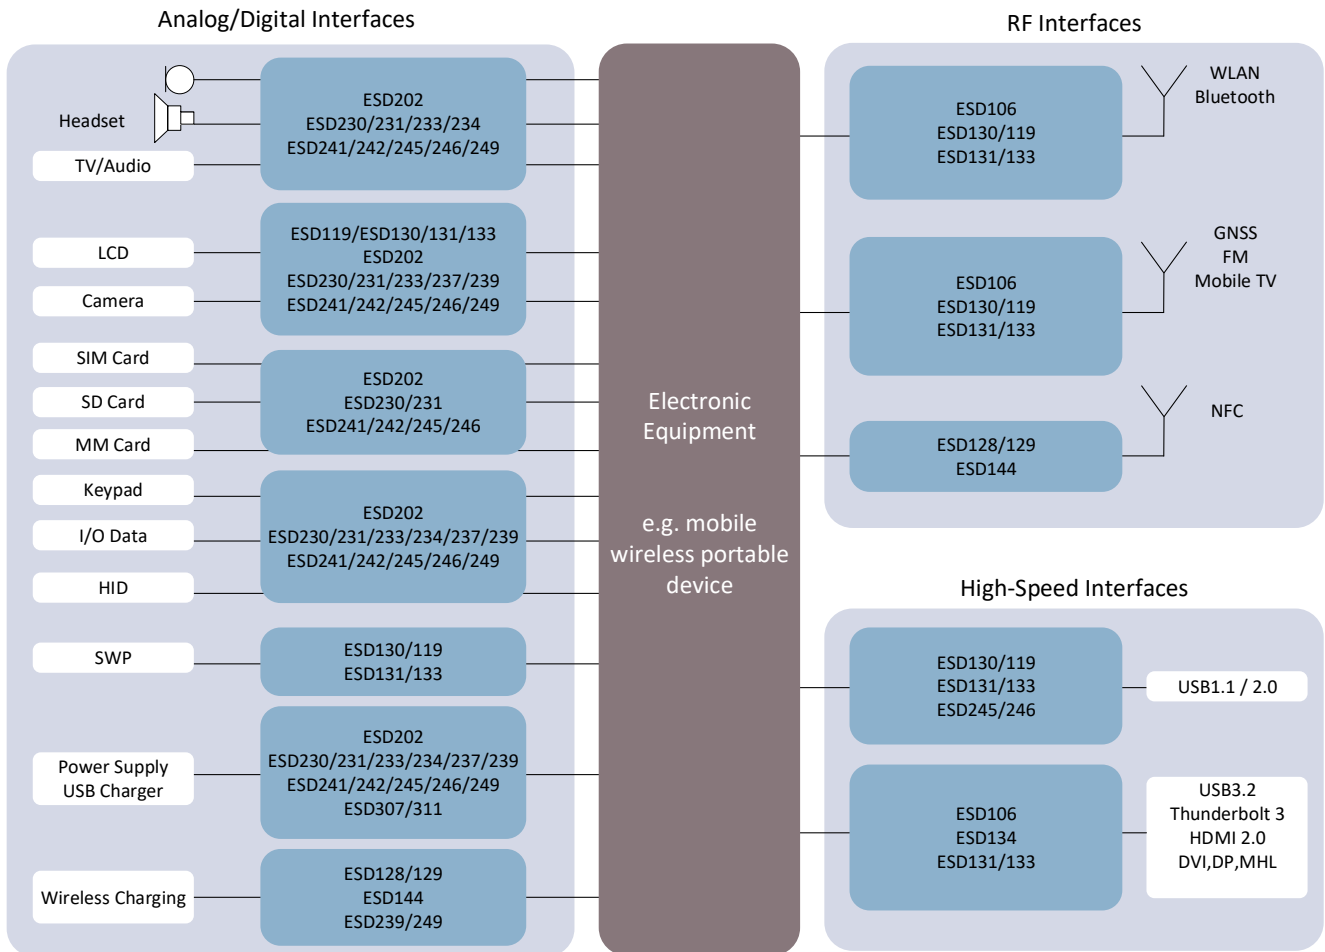 Analog/Digital Interfaces
Headset
TV/Audio
ESD202
ESD230/231/233/234
ESD241/242/245/246/249
LCD
Camera
ESD119/ESD130/131/133
ESD202
ESD230/231/233/237/239
ESD241/242/245/246/249
SIM Card
SD Card
MM Card
ESD202
ESD230/231
ESD241/242/245/246
Keypad
I/O Data
HID
ESD202
ESD230/231/233/234/237/239
ESD241/242/245/246/249
SWP
ESD130/119
ESD131/133
Power Supply
USB Charger
ESD202
ESD230/231/233/234/237/239
ESD241/242/245/246/249
ESD307/311
Wireless Charging
ESD128/129
ESD144
ESD239/249
Electronic
Equipment
e.g. mobile
wireless portable
device
RF Interfaces
ESD106
ESD130/119
ESD131/133
WLAN
Bluetooth
ESD106
ESD130/119
ESD131/133
GNSS
FM
Mobile TV
ESD128/129
ESD144
NFC
High-Speed Interfaces
ESD130/119
ESD131/133
ESD245/246
USB1.1 / 2.0
ESD106
ESD134
ESD131/133
USB3.2
Thunderbolt 3
HDMI 2.0
DVI,DP,MHL